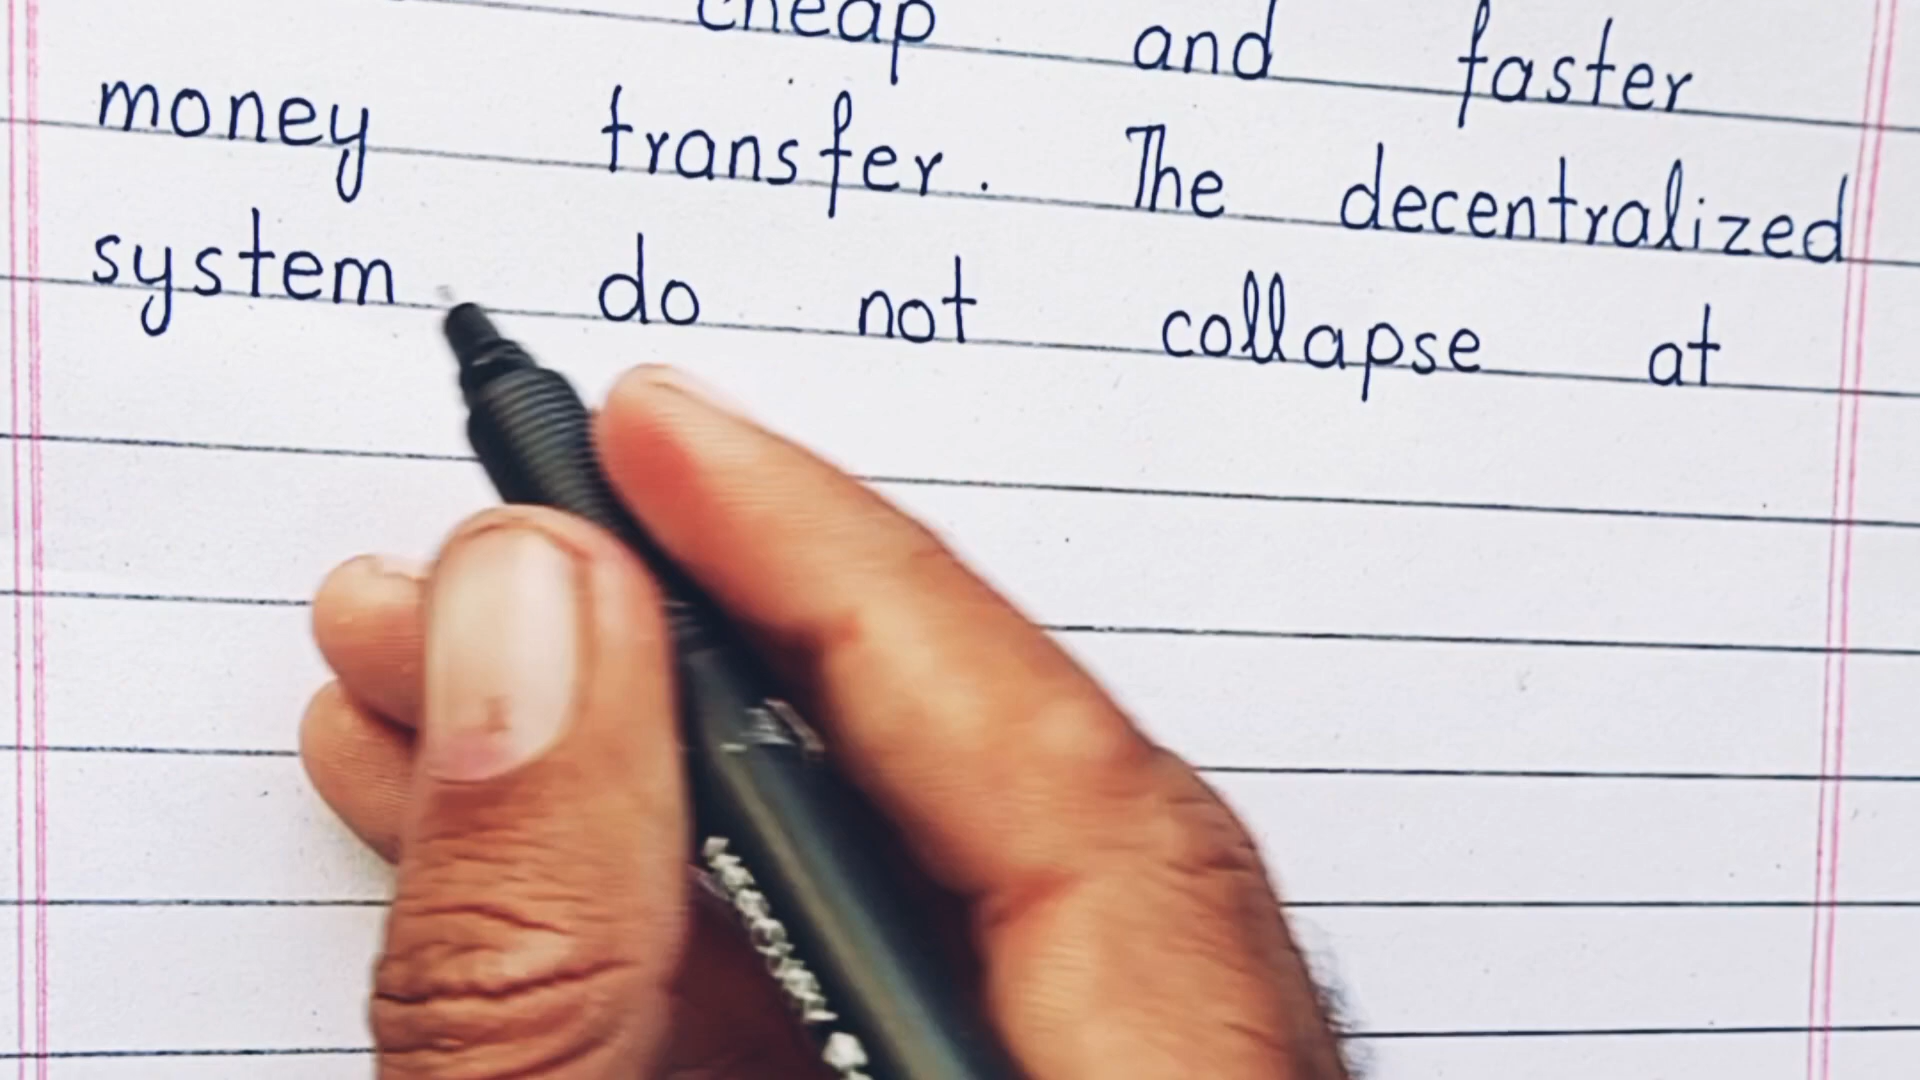 cheap and faster
money transfer. The decentralized
system do not collapse at